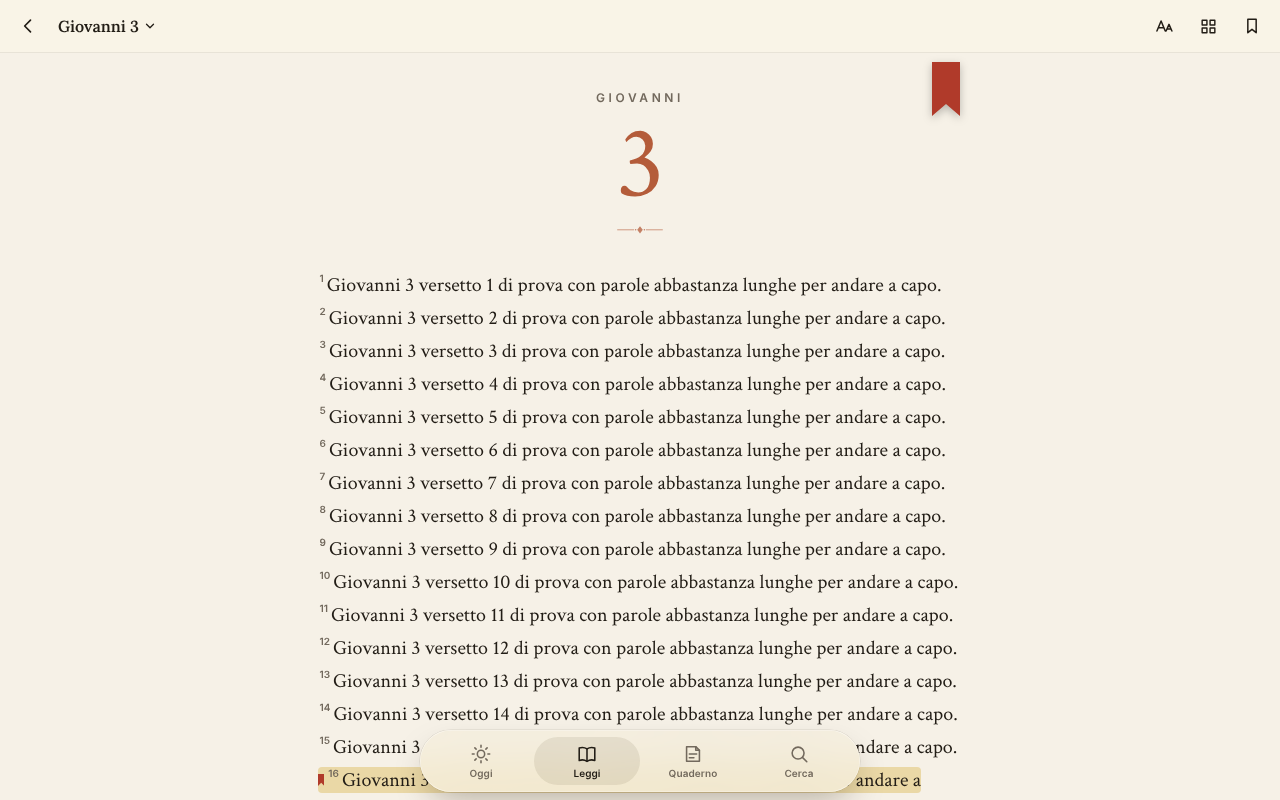 Giovanni 3
GIOVANNI
3
1 Giovanni 3 versetto 1 di prova con parole abbastanza lunghe per andare a capo.
2 Giovanni 3 versetto 2 di prova con parole abbastanza lunghe per andare a capo.
3 Giovanni 3 versetto 3 di prova con parole abbastanza lunghe per andare a capo.
4 Giovanni 3 versetto 4 di prova con parole abbastanza lunghe per andare a capo.
5 Giovanni 3 versetto 5 di prova con parole abbastanza lunghe per andare a capo.
6 Giovanni 3 versetto 6 di prova con parole abbastanza lunghe per andare a capo.
7 Giovanni 3 versetto 7 di prova con parole abbastanza lunghe per andare a capo.
8 Giovanni 3 versetto 8 di prova con parole abbastanza lunghe per andare a capo.
9 Giovanni 3 versetto 9 di prova con parole abbastanza lunghe per andare a capo.
10 Giovanni 3 versetto 10 di prova con parole abbastanza lunghe per andare a capo.
11 Giovanni 3 versetto 11 di prova con parole abbastanza lunghe per andare a capo.
12 Giovanni 3 versetto 12 di prova con parole abbastanza lunghe per andare a capo.
13 Giovanni 3 versetto 13 di prova con parole abbastanza lunghe per andare a capo.
14 Giovanni 3 versetto 14 di prova con parole abbastanza lunghe per andare a capo.
15 Giovanni 3 ndare a capo.
16 Giovanni 3 andare a
Oggi Leggi Quaderno Cerca